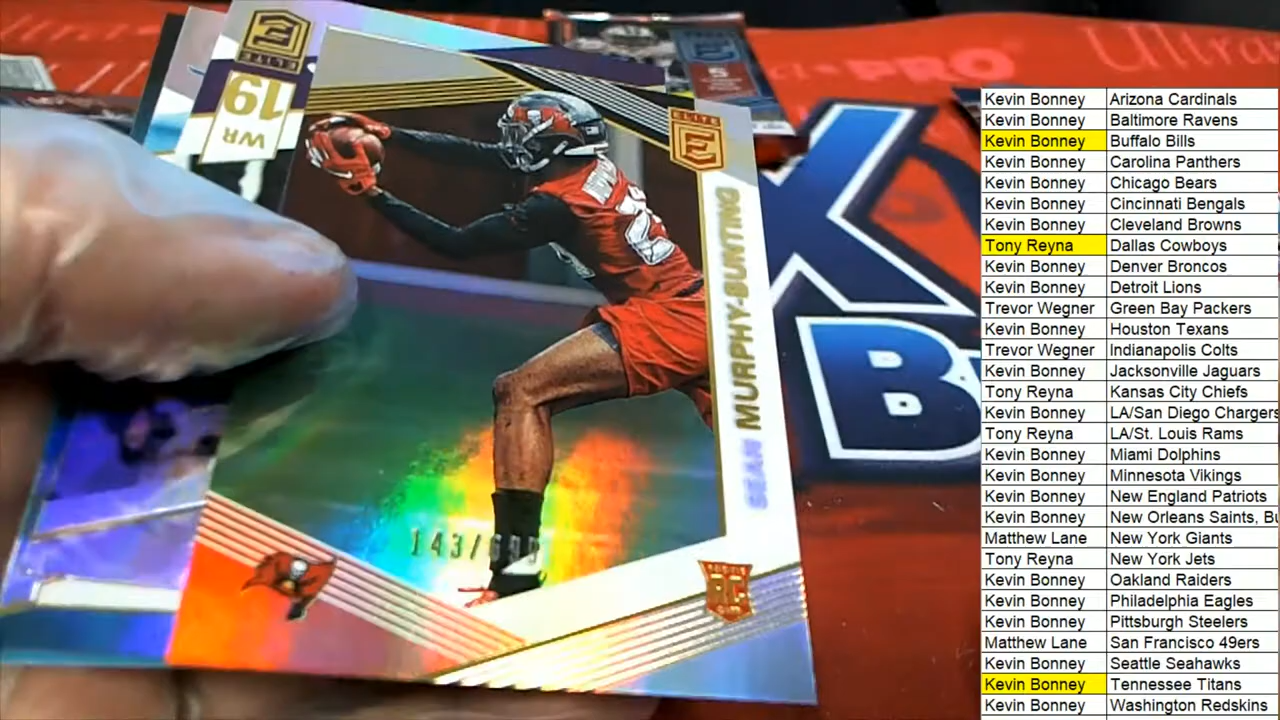 ELITE
19
WR
ELITE
SEAN MURPHY-BUNTING
143/699
RC
5
PRO
Ultra
B
Kevin Bonney Arizona Cardinals
Kevin Bonney Baltimore Ravens
Kevin Bonney Buffalo Bills
Kevin Bonney Carolina Panthers
Kevin Bonney Chicago Bears
Kevin Bonney Cincinnati Bengals
Kevin Bonney Cleveland Browns
Tony Reyna Dallas Cowboys
Kevin Bonney Denver Broncos
Kevin Bonney Detroit Lions
Trevor Wegner Green Bay Packers
Kevin Bonney Houston Texans
Trevor Wegner Indianapolis Colts
Kevin Bonney Jacksonville Jaguars
Tony Reyna Kansas City Chiefs
Kevin Bonney LA/San Diego Chargers
Tony Reyna LA/St. Louis Rams
Kevin Bonney Miami Dolphins
Kevin Bonney Minnesota Vikings
Kevin Bonney New England Patriots
Kevin Bonney New Orleans Saints, B
Matthew Lane New York Giants
Tony Reyna New York Jets
Kevin Bonney Oakland Raiders
Kevin Bonney Philadelphia Eagles
Kevin Bonney Pittsburgh Steelers
Matthew Lane San Francisco 49ers
Kevin Bonney Seattle Seahawks
Kevin Bonney Tennessee Titans
Kevin Bonney Washington Redskins